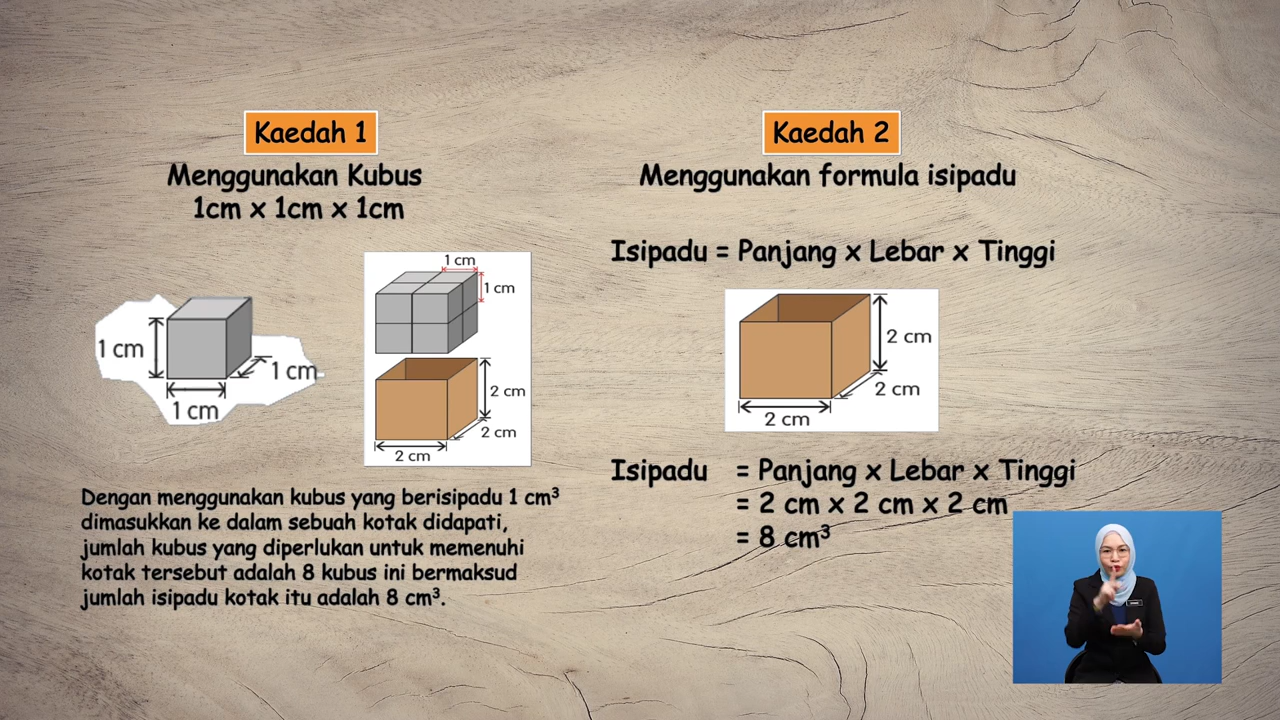 Kaedah 1
Menggunakan Kubus
1cm x 1cm x 1cm
1 cm
1 cm
1 cm
1 cm
1 cm
2 cm
2 cm
2 cm
Dengan menggunakan kubus yang berisipadu 1 cm³
dimasukkan ke dalam sebuah kotak didapati,
jumlah kubus yang diperlukan untuk memenuhi
kotak tersebut adalah 8 kubus ini bermaksud
jumlah isipadu kotak itu adalah 8 cm³.
Kaedah 2
Menggunakan formula isipadu
Isipadu = Panjang x Lebar x Tinggi
2 cm
2 cm
2 cm
Isipadu = Panjang x Lebar x Tinggi
= 2 cm x 2 cm x 2 cm
= 8 cm³